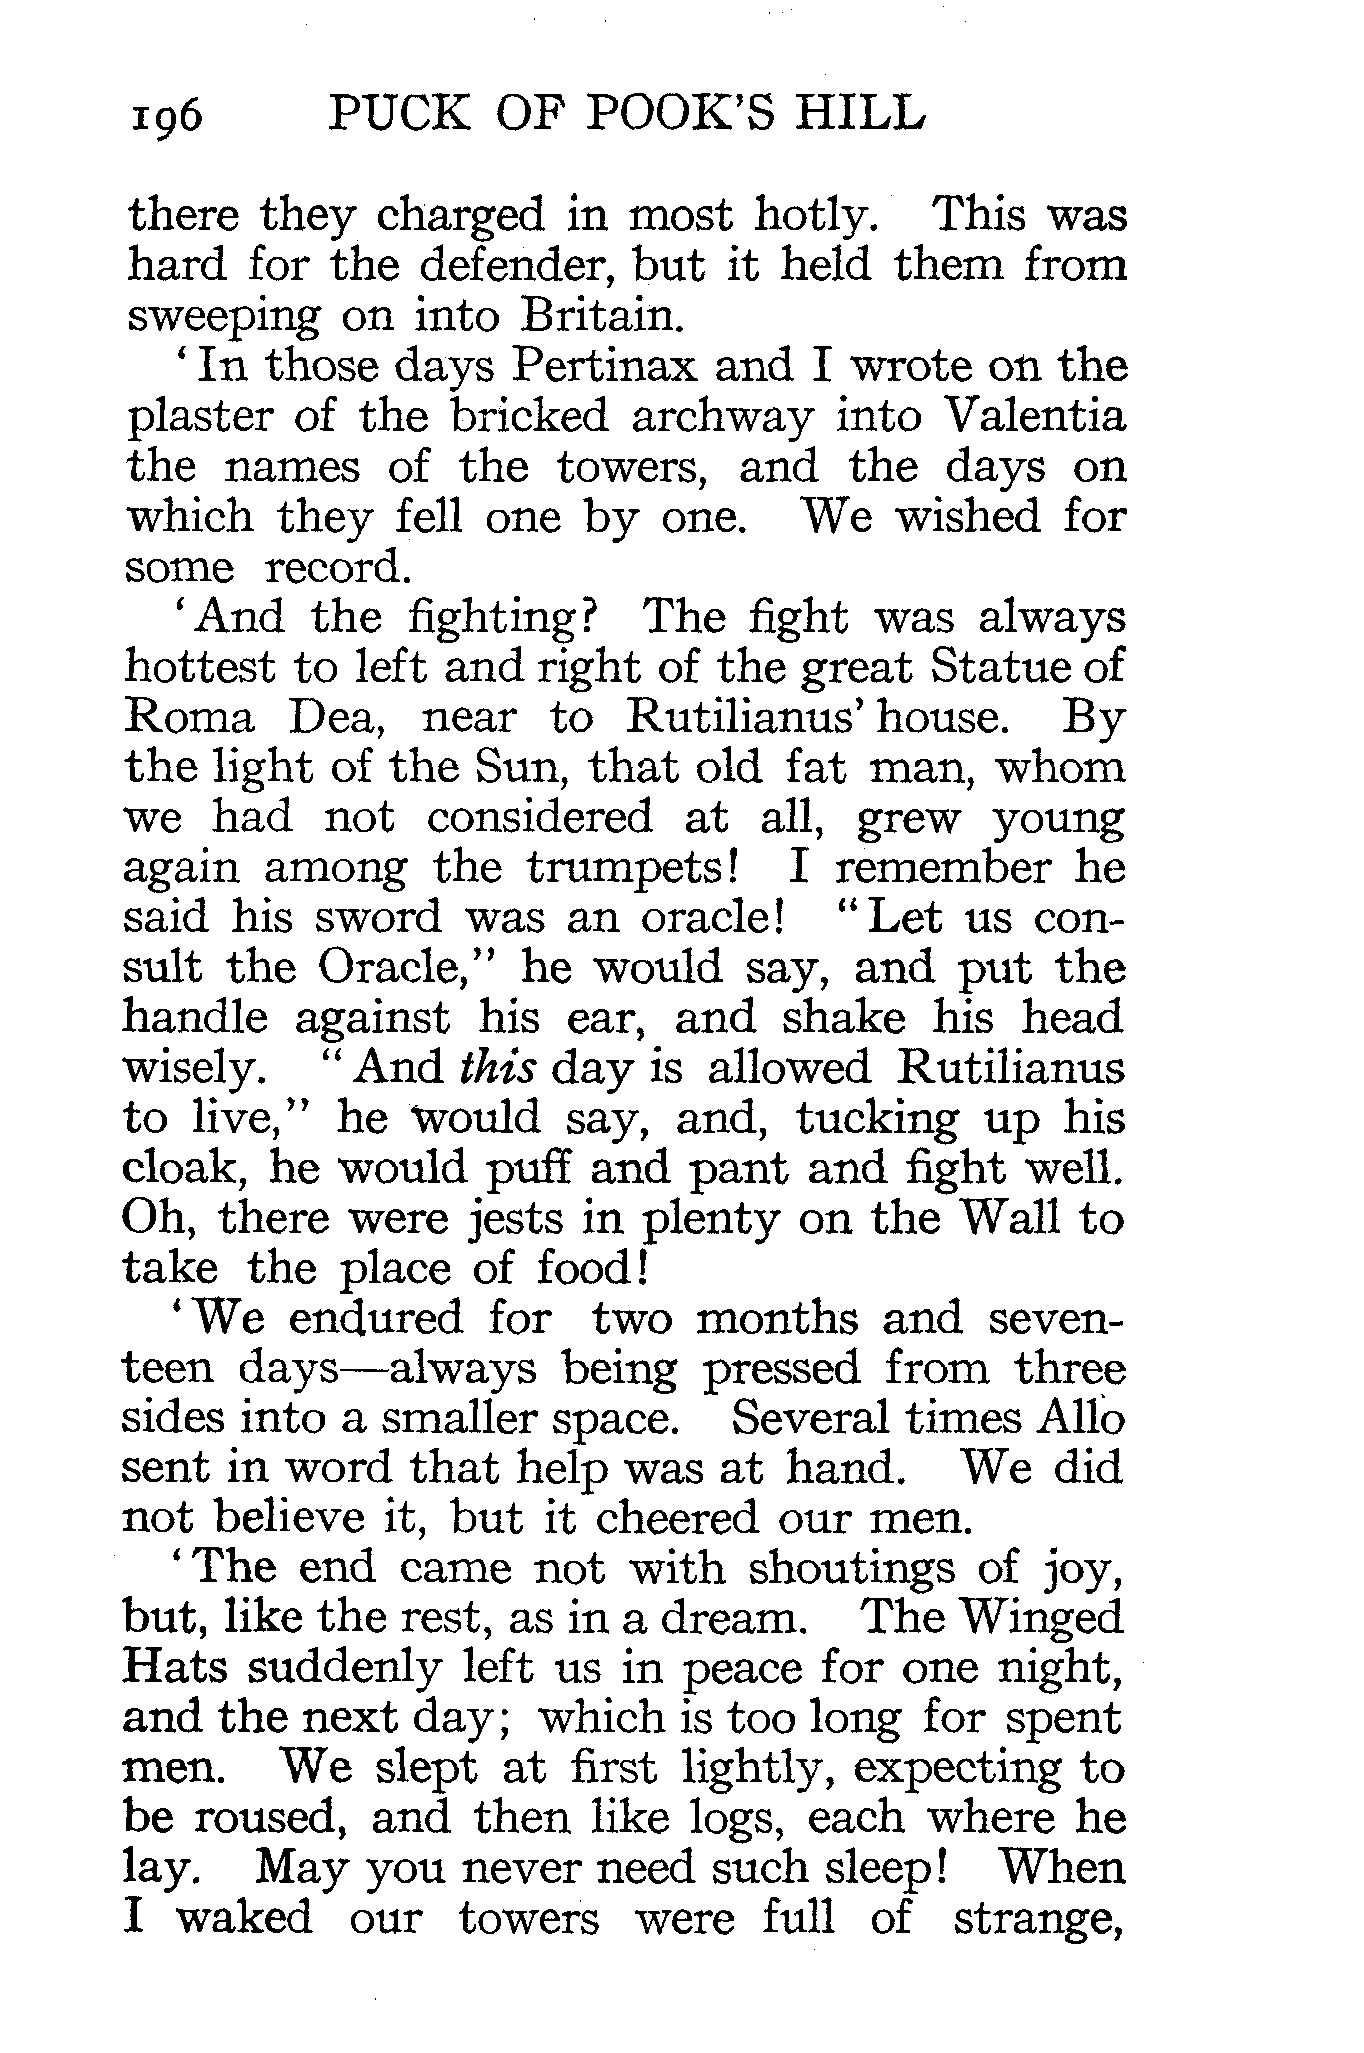 196 PUCK OF POOK'S HILL
there they charged in most hotly. This was
hard for the defender, but it held them from
sweeping on into Britain.
‘In those days Pertinax and I wrote on the
plaster of the bricked archway into Valentia
the names of the towers, and the days on
which they fell one by one. We wished for
some record.
‘And the fighting? The fight was always
hottest to left and right of the great Statue of
Roma Dea, near to Rutilianus’ house. By
the light of the Sun, that old fat man, whom
we had not considered at all, grew young
again among the trumpets! I remember he
said his sword was an oracle! “Let us con-
sult the Oracle,” he would say, and put the
handle against his ear, and shake his head
wisely. “And this day is allowed Rutilianus
to live,” he would say, and, tucking up his
cloak, he would puff and pant and fight well.
Oh, there were jests in plenty on the Wall to
take the place of food!
‘We endured for two months and seven-
teen days—always being pressed from three
sides into a smaller space. Several times Allo
sent in word that help was at hand. We did
not believe it, but it cheered our men.
‘The end came not with shoutings of joy,
but, like the rest, as in a dream. The Winged
Hats suddenly left us in peace for one night,
and the next day; which is too long for spent
men. We slept at first lightly, expecting to
be roused, and then like logs, each where he
lay. May you never need such sleep! When
I waked our towers were full of strange,